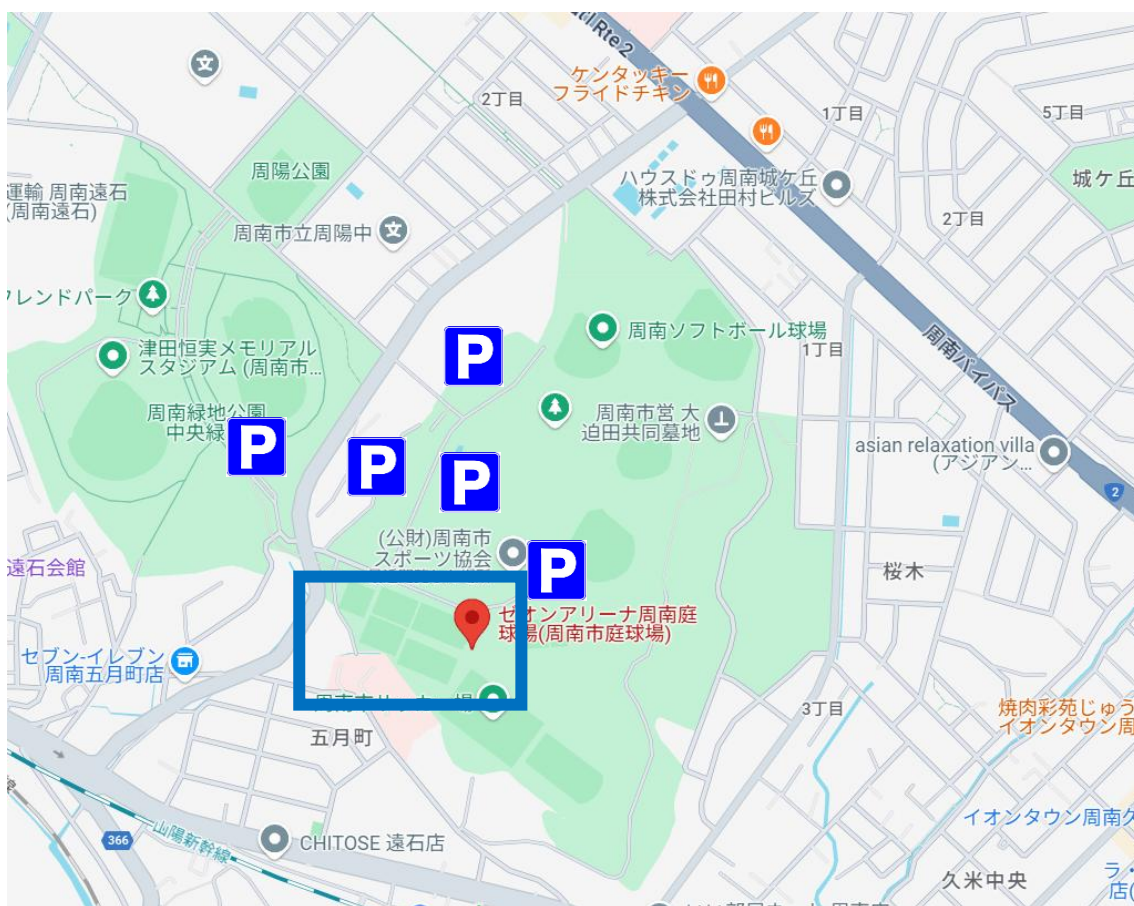 Rte 2
ケンタッキー
フライドチキン
2丁目
1丁目
5丁目
周陽公園
ハウスドゥ周南城ケ丘
株式会社田村ビルズ
城ケ丘
運輸 周南遠石
(周南遠石)
2丁目
周南市立周陽中
文
文
フレンドパーク
周南ソフトボール球場
津田恒実メモリアル
スタジアム (周南市...
1丁目
周南バイパス
P
周南緑地公園
中央緑
周南市営 大
迫田共同墓地
asian relaxation villa
(アジアン...
P
P
P
2
(公財)周南市
スポーツ協会
P
遠石会館
桜木
ゼオンアリーナ周南庭
球場(周南市庭球場)
セブン-イレブン
周南五月町店
五月町
3丁目
焼肉彩苑じゅう
イオンタウン周
366
山陽新幹線
CHITOSE 遠石店
イオンタウン周南久
久米中央
ラ・
店(